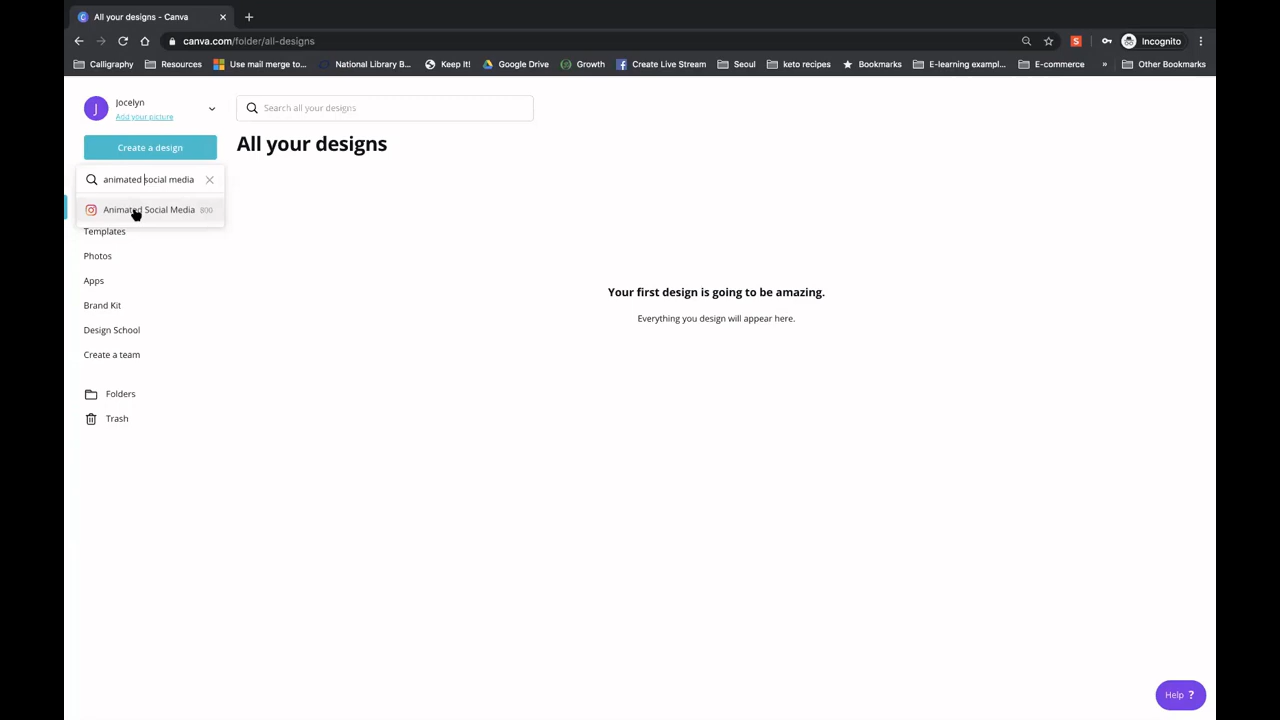 All your designs - Canva
canva.com/folder/all-designs
Incognito
Calligraphy Resources Use mail merge to... National Library B... Keep It! Google Drive Growth Create Live Stream Seoul keto recipes Bookmarks E-learning exampl... E-commerce » Other Bookmarks
J
Jocelyn
Add your picture
Search all your designs
Create a design
All your designs
animated social media
Animated Social Media 800
Templates
Photos
Apps
Brand Kit
Design School
Create a team
Folders
Trash
Your first design is going to be amazing.
Everything you design will appear here.
Help ?